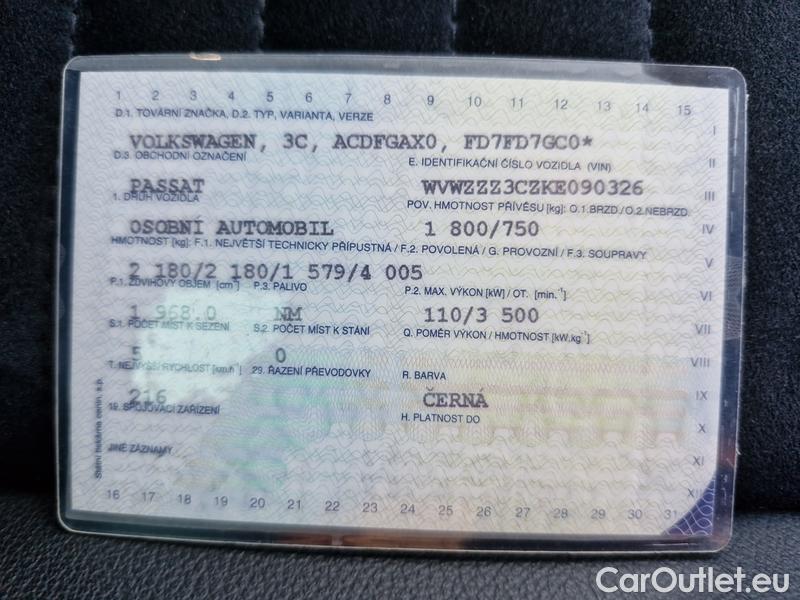 1 2 3 4 5 6 7 8 9 10 11 12 13 14 15
D.1. TOVÁRNÍ ZNAČKA, D.2. TYP, VARIANTA, VERZE
I
VOLKSWAGEN, 3C, ACDFGAX0, FD7FD7GC0*
D.3. OBCHODNÍ OZNAČENÍ E. IDENTIFIKAČNÍ ČÍSLO VOZIDLA (VIN)
II
PASSAT WVWZZZ3CZKE090326
1. DRUH VOZIDLA POV. HMOTNOST PŘÍVĚSU [kg]: O.1.BRZD./O.2.NEBRZD.
III
OSOBNÍ AUTOMOBIL 1 800/750
IV
HMOTNOST [kg]: F.1. NEJVĚTŠÍ TECHNICKY PŘÍPUSTNÁ / F.2. POVOLENÁ / G. PROVOZNÍ / F.3. SOUPRAVY
V
2 180/2 180/1 579/4 005
P.1. ZDVIHOVÝ OBJEM [cm³] P.3. PALIVO P.2. MAX. VÝKON [kW] / OT. [min.⁻¹]
VI
1 968.0 NM 110/3 500
S.1. POČET MÍST K SEZENÍ S.2. POČET MÍST K STÁNÍ Q. POMĚR VÝKON / HMOTNOST [kW.kg⁻¹]
VII
5 0
VIII
T. NEJVYŠŠÍ RYCHLOST [km.h⁻¹] 29. ŘAZENÍ PŘEVODOVKY R. BARVA
216 ČERNÁ
IX
19. SPOJOVACÍ ZAŘÍZENÍ H. PLATNOST DO
X
JINÉ ZÁZNAMY
XI
XII
Státní tiskárna cenin, s.p.
16 17 18 19 20 21 22 23 24 25 26 27 28 29 30 31
CarOutlet.eu